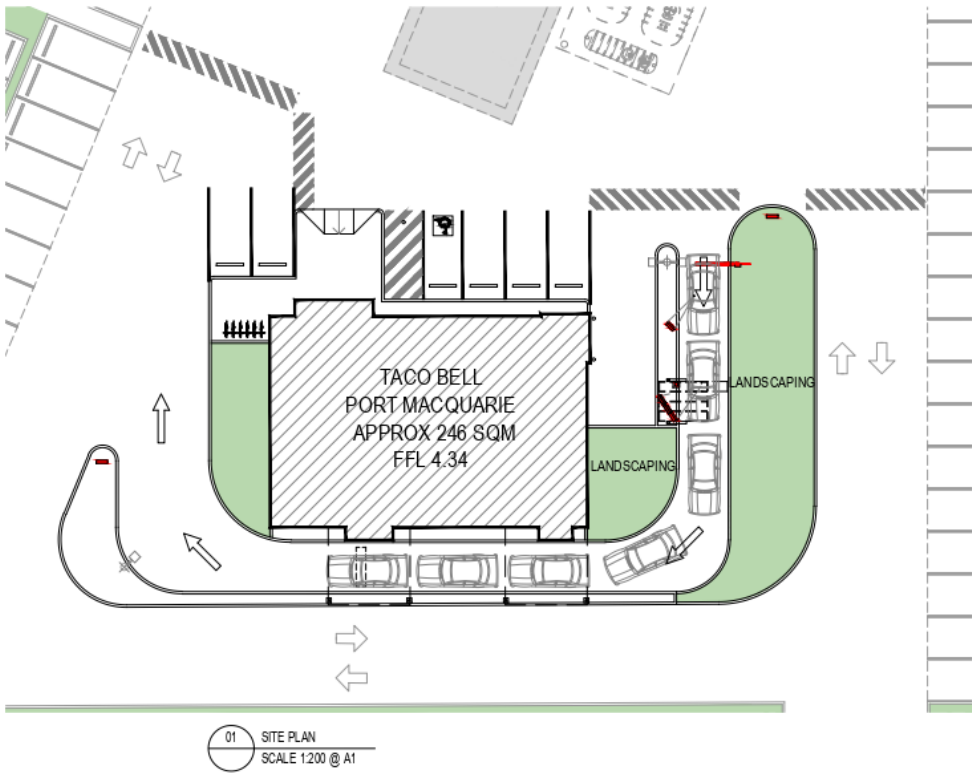 TACO BELL
PORT MACQUARIE
APPROX 246 SQM
FFL 4.34
LANDSCAPING
LANDSCAPING
01 SITE PLAN
SCALE 1:200 @ A1